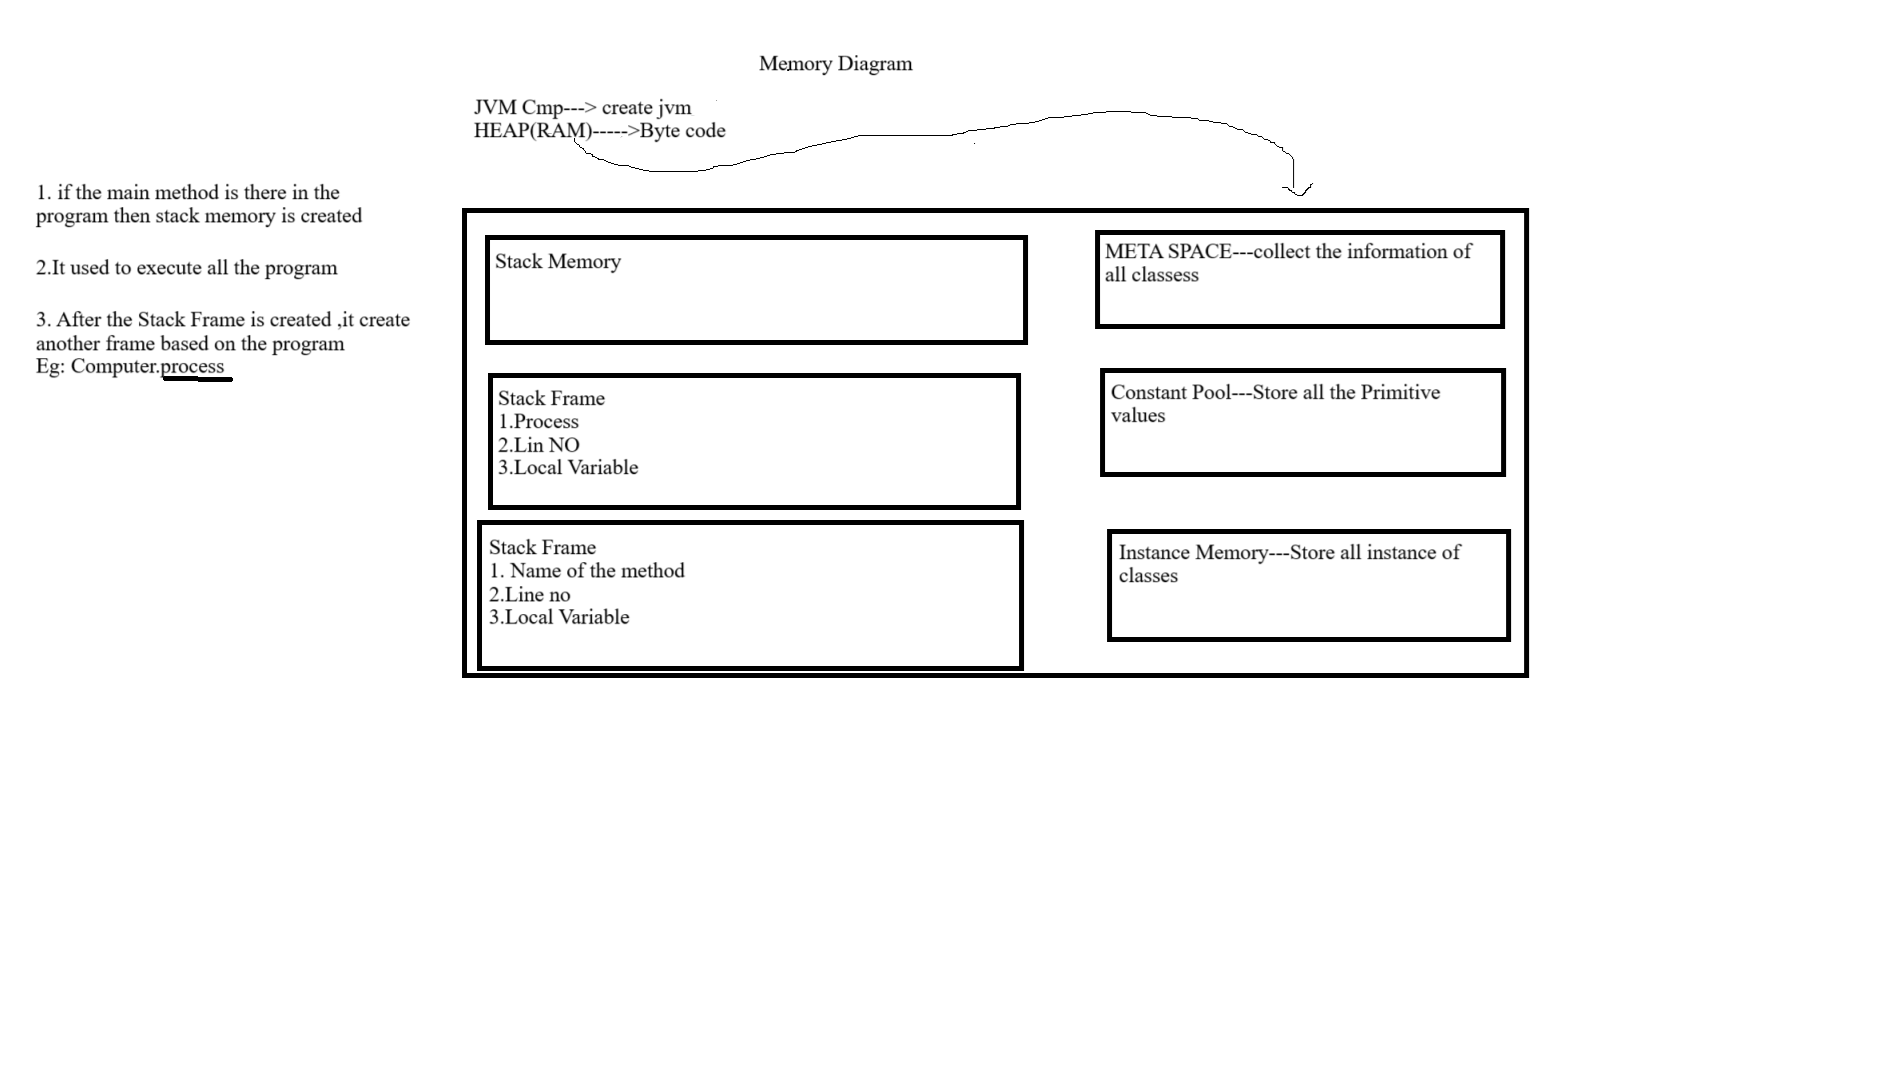 Memory Diagram
JVM Cmp---> create jvm
HEAP(RAM)----->Byte code
1. if the main method is there in the
program then stack memory is created
2.It used to execute all the program
3. After the Stack Frame is created ,it create
another frame based on the program
Eg: Computer.process
Stack Memory
Stack Frame
1.Process
2.Lin NO
3.Local Variable
Stack Frame
1. Name of the method
2.Line no
3.Local Variable
META SPACE---collect the information of
all classess
Constant Pool---Store all the Primitive
values
Instance Memory---Store all instance of
classes